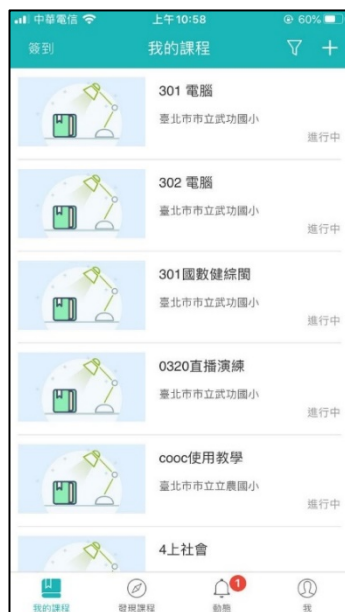 中華電信 上午10:58 60%
簽到 我的課程
301 電腦
臺北市市立武功國小
進行中
302 電腦
臺北市市立武功國小
進行中
301國數健綜閩
臺北市市立武功國小
進行中
0320直播演練
臺北市市立武功國小
進行中
cooc使用教學
臺北市市立立農國小
進行中
4上社會
1
我的課程 發現課程 動態 我